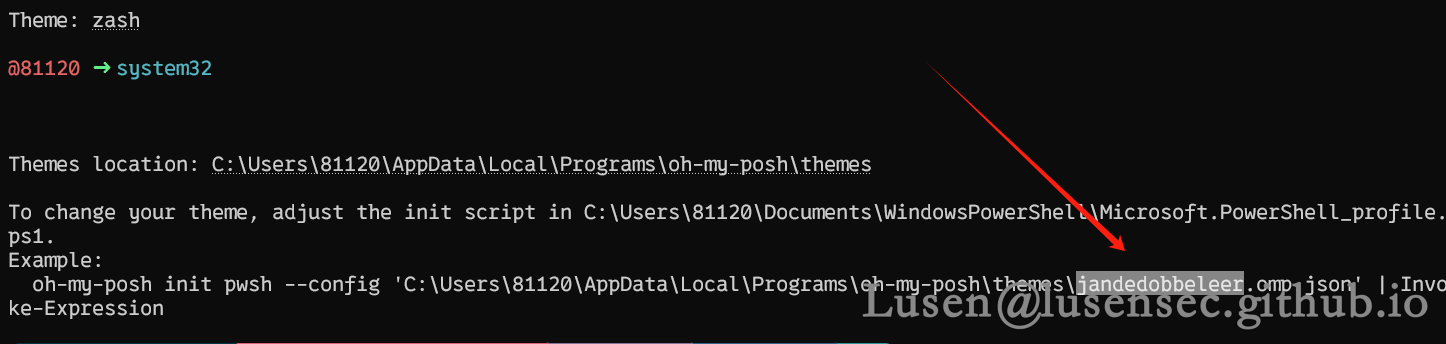 Theme: zash
@81120 ➜ system32
Themes location: C:\Users\81120\AppData\Local\Programs\oh-my-posh\themes
To change your theme, adjust the init script in C:\Users\81120\Documents\WindowsPowerShell\Microsoft.PowerShell_profile.
ps1.
Example:
oh-my-posh init pwsh --config 'C:\Users\81120\AppData\Local\Programs\oh-my-posh\themes\jandedobbeleer.omp.json' | Invo
ke-Expression
Lusen@lusensec.github.io